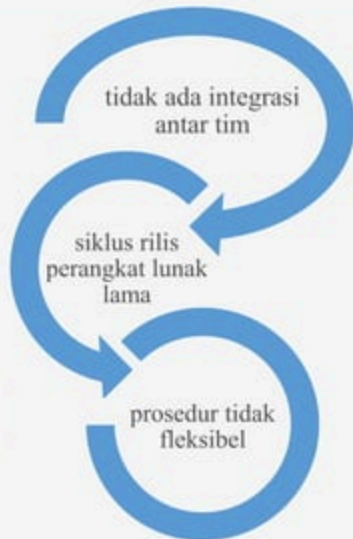 tidak ada integrasi
antar tim
siklus rilis
perangkat lunak
lama
prosedur tidak
fleksibel